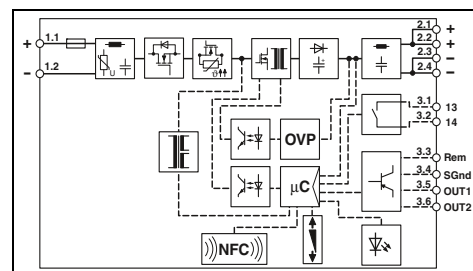 + 1.1
− 1.2
U
ϑ
2.1 +
2.2 +
2.3 −
2.4 −
3.1 13
3.2 14
OVP
µC
3.3 Rem
3.4 SGnd
3.5 OUT1
3.6 OUT2
NFC